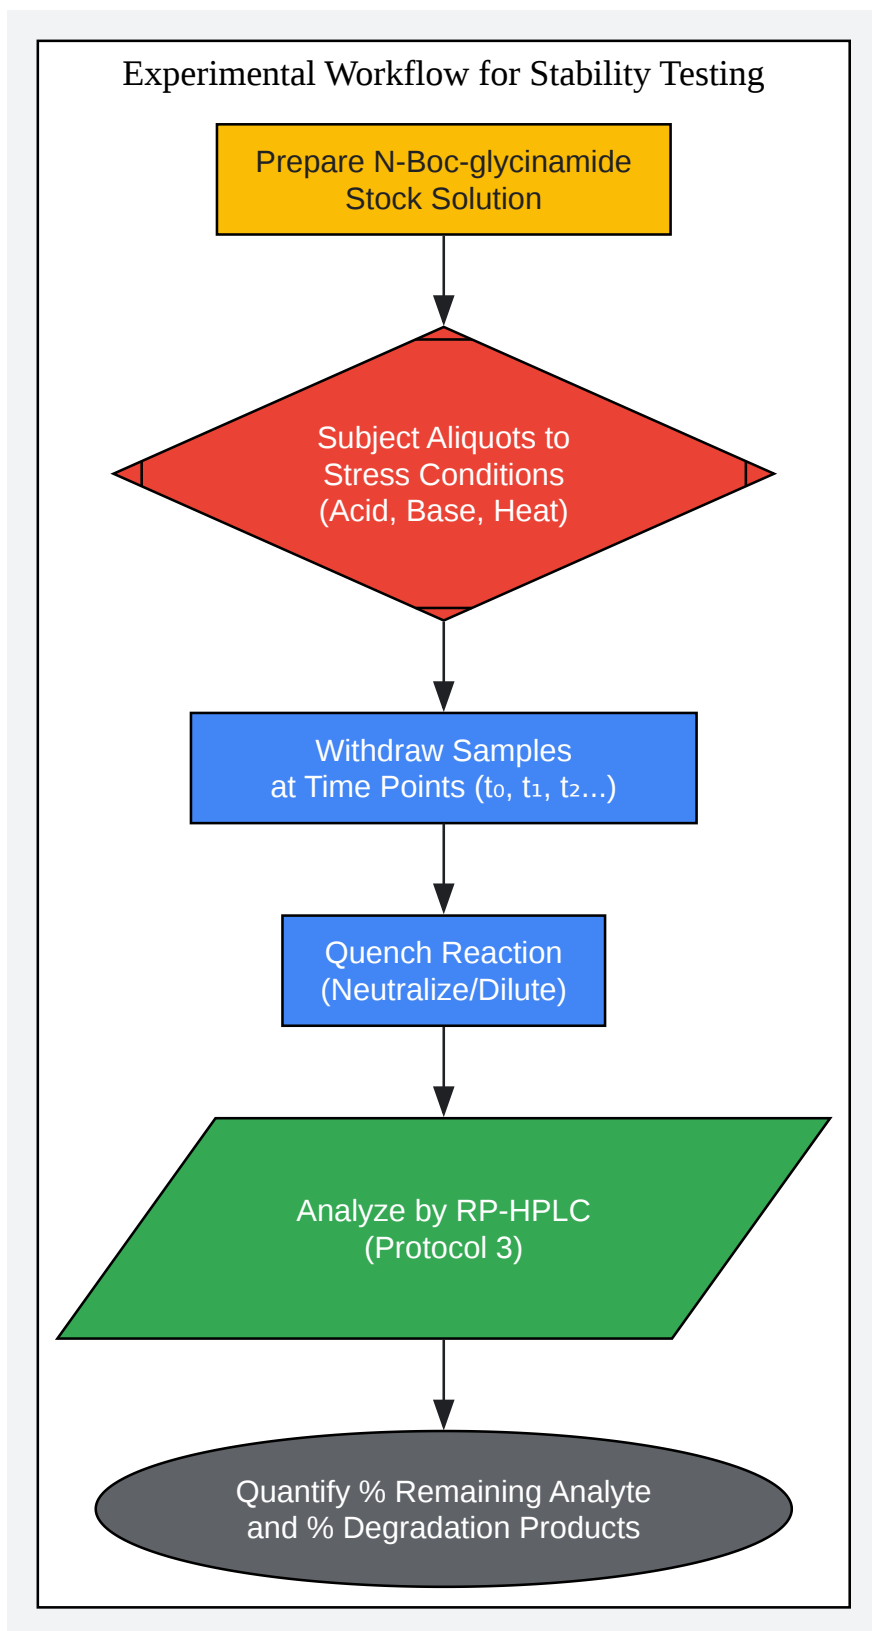 Experimental Workflow for Stability Testing
Prepare N-Boc-glycinamide
Stock Solution
Subject Aliquots to
Stress Conditions
(Acid, Base, Heat)
Withdraw Samples
at Time Points (t₀, t₁, t₂...)
Quench Reaction
(Neutralize/Dilute)
Analyze by RP-HPLC
(Protocol 3)
Quantify % Remaining Analyte
and % Degradation Products